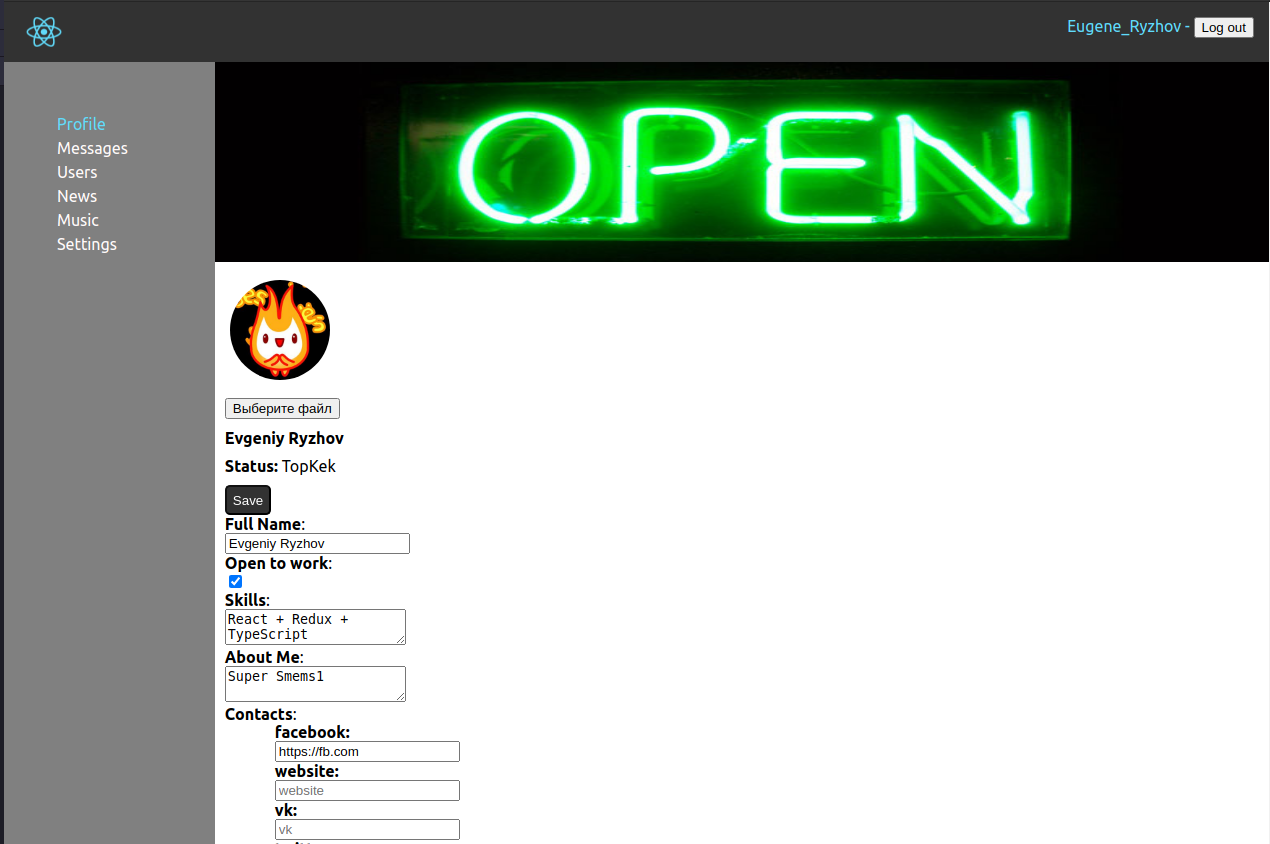 Eugene_Ryzhov - Log out
Profile
Messages
Users
News
Music
Settings
OPEN
Выберите файл
Evgeniy Ryzhov
Status: TopKek
Save
Full Name:
Evgeniy Ryzhov
Open to work:
Skills:
React + Redux +
TypeScript
About Me:
Super Smems1
Contacts:
facebook:
https://fb.com
website:
website
vk:
vk